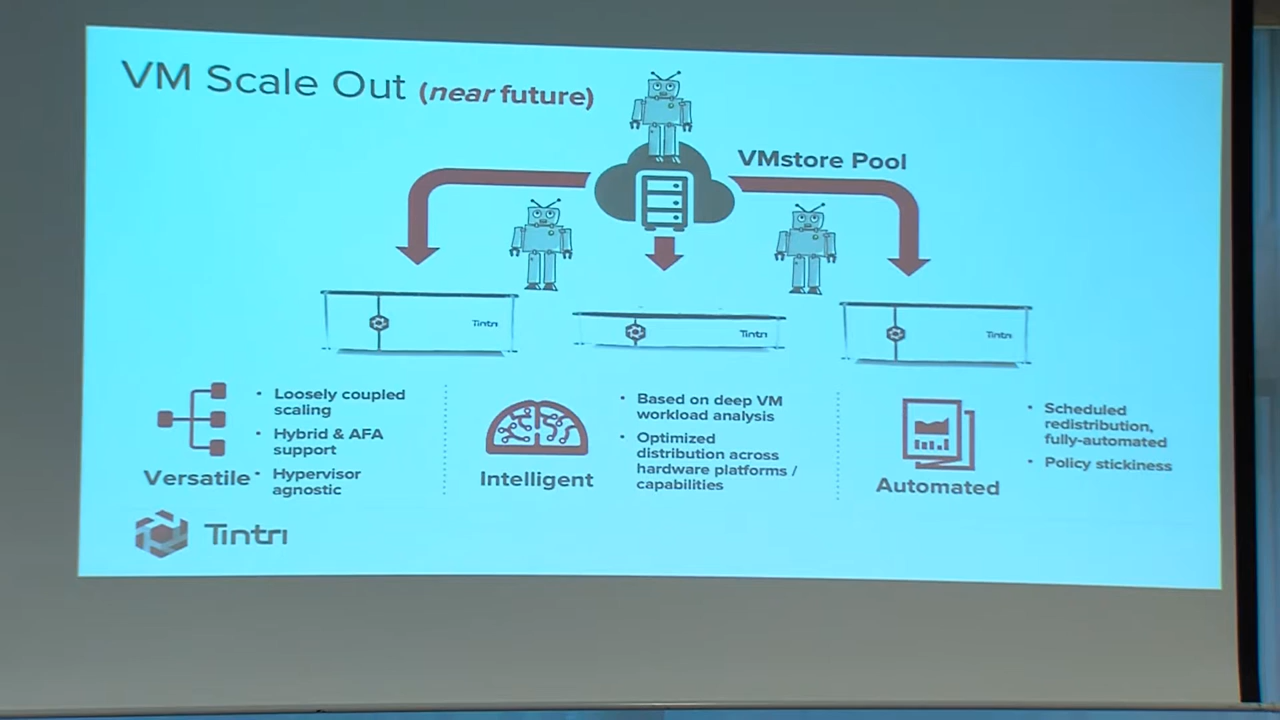 VM Scale Out (near future)
VMstore Pool
Tintri
Tintri
Tintri
Versatile
• Loosely coupled
scaling
• Hybrid & AFA
support
• Hypervisor
agnostic
Intelligent
• Based on deep VM
workload analysis
• Optimized
distribution across
hardware platforms /
capabilities
Automated
• Scheduled
redistribution,
fully-automated
• Policy stickiness
Tintri